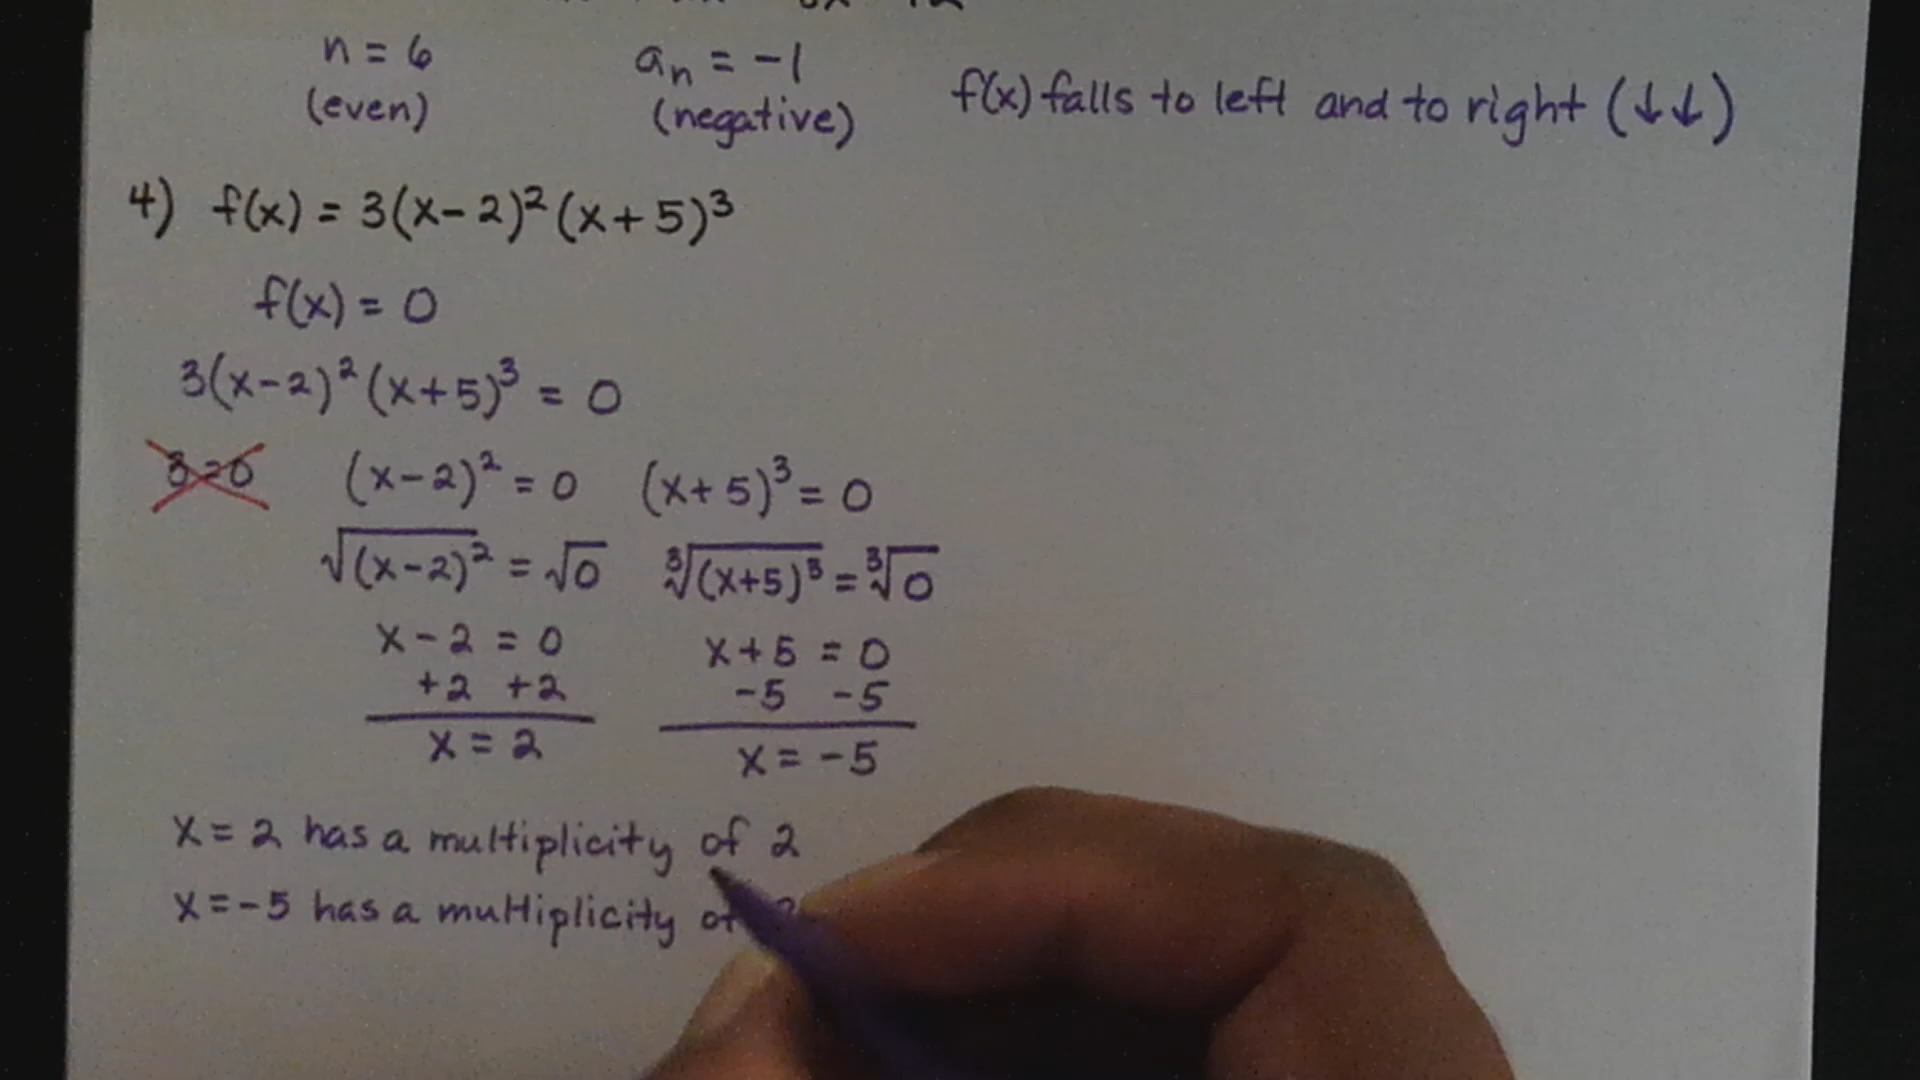 n = 6 aₙ = -1 f(x) falls to left and to right (↓↓)
(even) (negative)
4) f(x) = 3(x-2)² (x+5)³
f(x) = 0
3(x-2)² (x+5)³ = 0
3=0 (x-2)² = 0 (x+5)³ = 0
√(x-2)² = √0 ∛(x+5)³ = ∛0
x-2 = 0 x+5 = 0
+2 +2 -5 -5
x = 2 x = -5
x = 2 has a multiplicity of 2
x = -5 has a multiplicity of